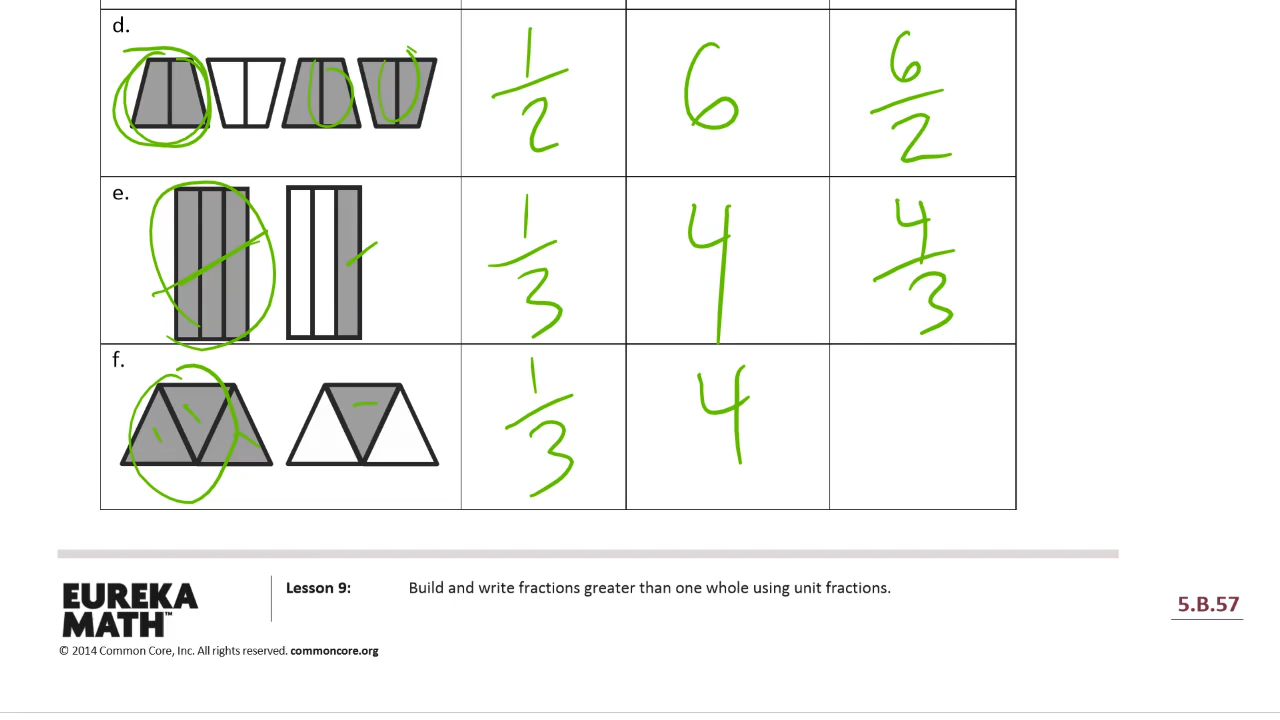 d.
1/2 6 6/2
e.
1/3 4 4/3
f.
1/3 4
EUREKA
MATH™
Lesson 9: Build and write fractions greater than one whole using unit fractions.
5.B.57
© 2014 Common Core, Inc. All rights reserved. commoncore.org